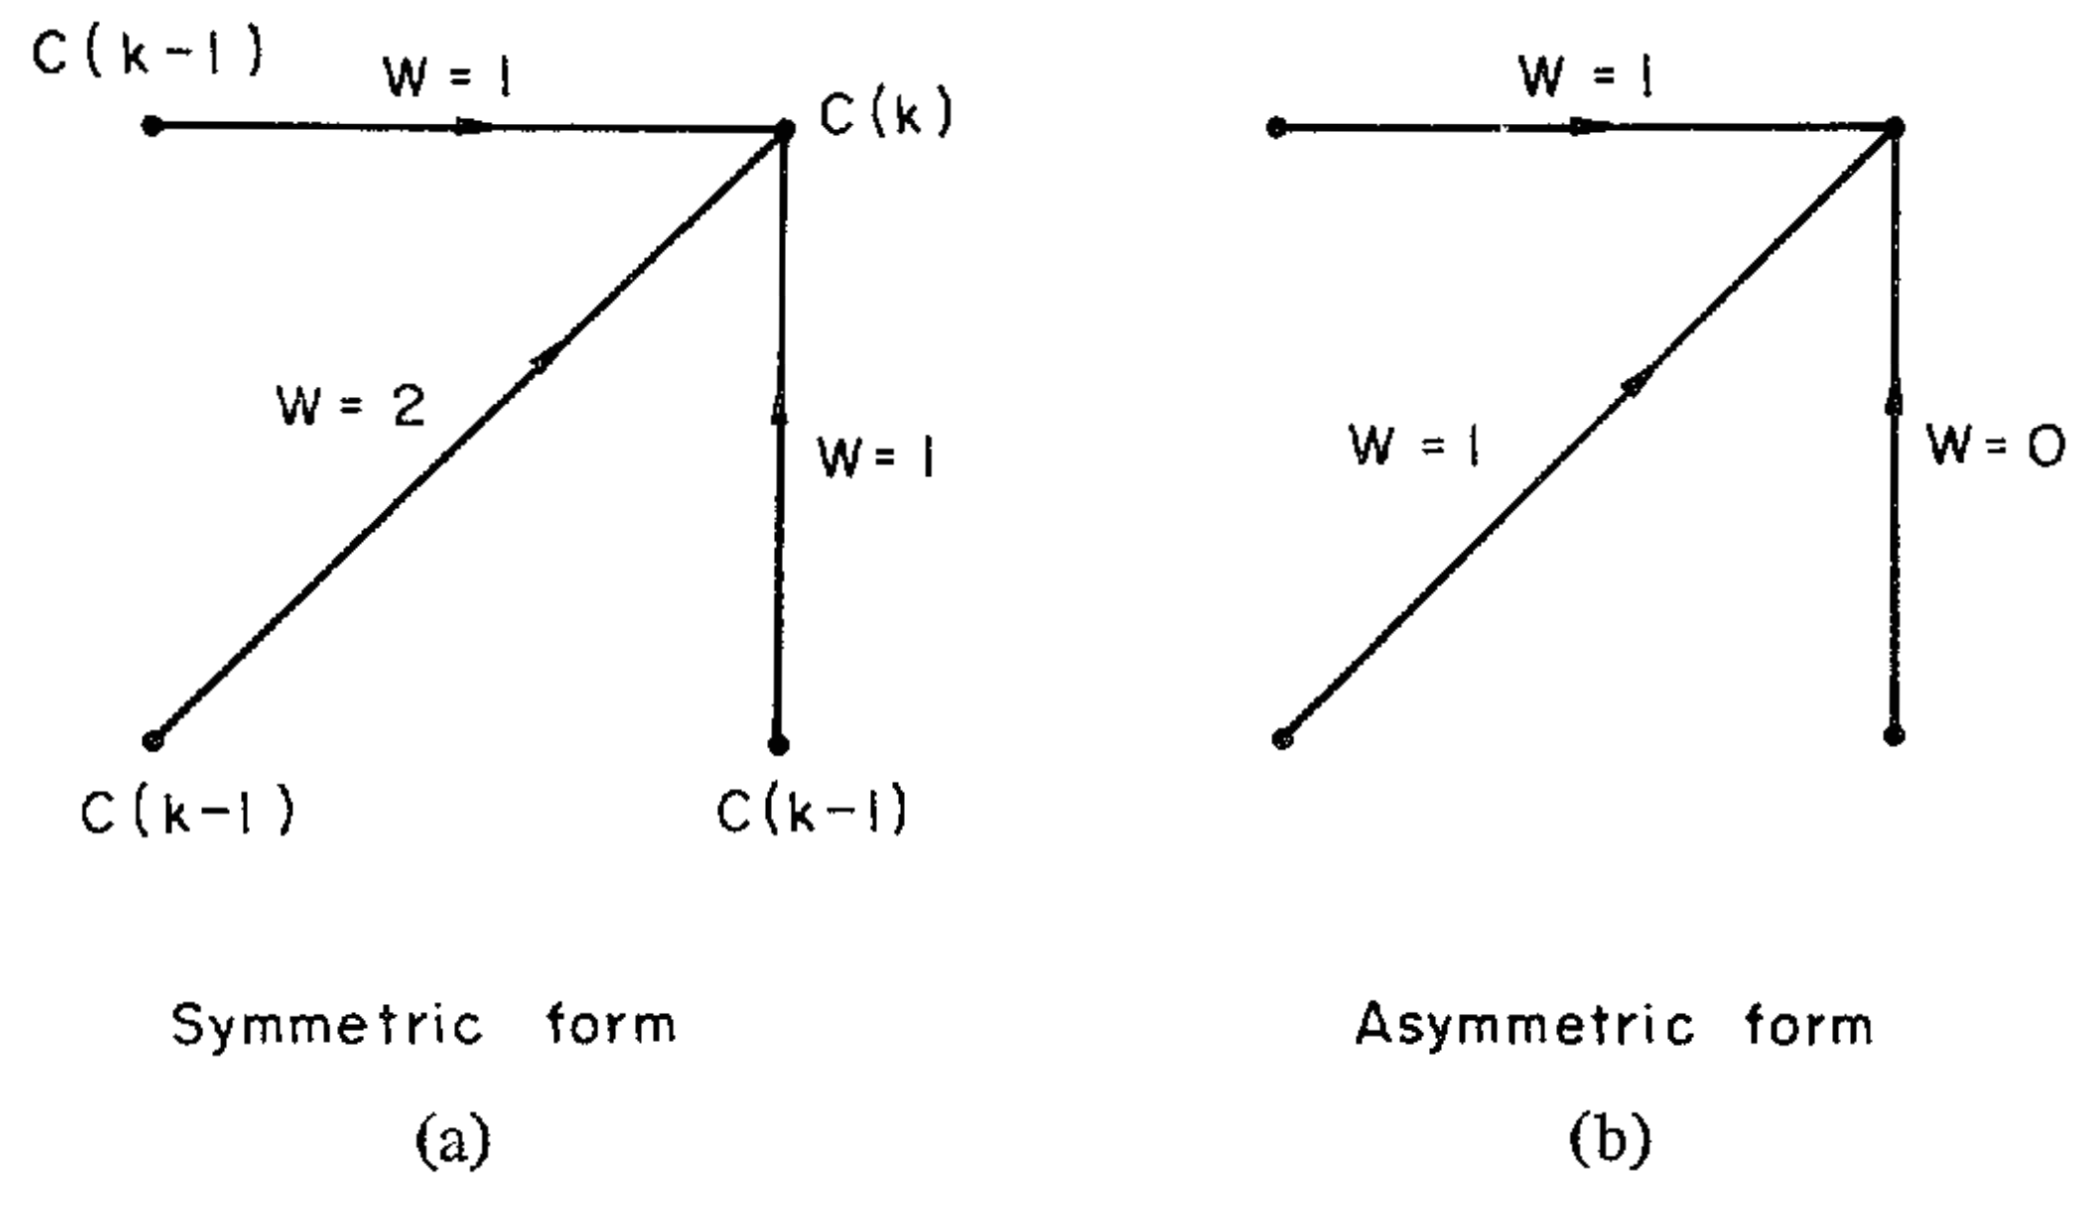 C(k-1)
W = 1
C(k)
W = 2
W = 1
C(k-1)
C(k-1)
Symmetric form
(a)
W = 1
W = 1
W = 0
Asymmetric form
(b)